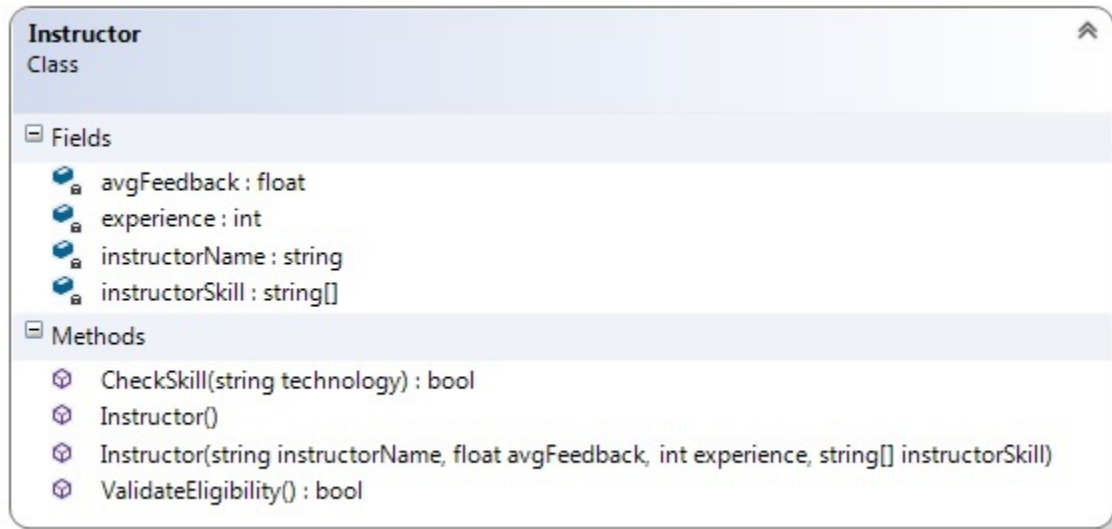 Instructor
Class
Fields
avgFeedback : float
experience : int
instructorName : string
instructorSkill : string[]
Methods
CheckSkill(string technology) : bool
Instructor()
Instructor(string instructorName, float avgFeedback, int experience, string[] instructorSkill)
ValidateEligibility() : bool